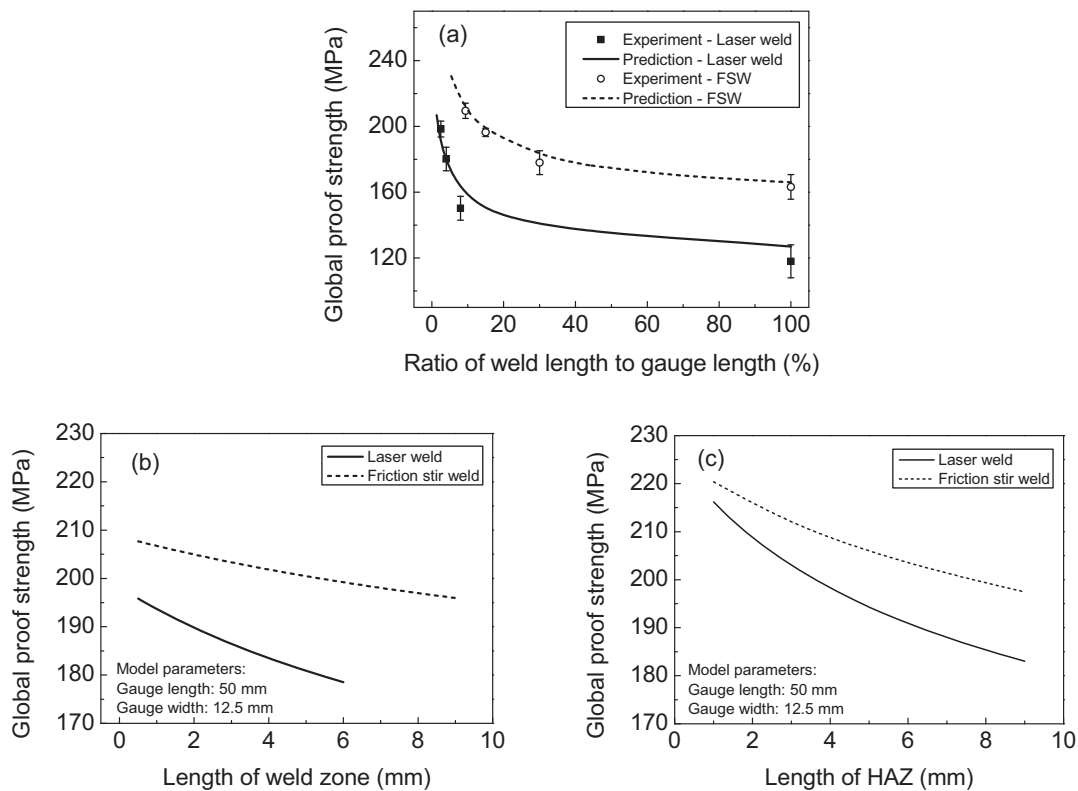 (a)
Experiment - Laser weld
Prediction - Laser weld
Experiment - FSW
Prediction - FSW
Global proof strength (MPa)
240
200
160
120
0 20 40 60 80 100
Ratio of weld length to gauge length (%)
(b)
Laser weld
Friction stir weld
Global proof strength (MPa)
230
220
210
200
190
180
170
Model parameters:
Gauge length: 50 mm
Gauge width: 12.5 mm
0 2 4 6 8 10
Length of weld zone (mm)
(c)
Laser weld
Friction stir weld
Global proof strength (MPa)
230
220
210
200
190
180
170
Model parameters:
Gauge length: 50 mm
Gauge width: 12.5 mm
0 2 4 6 8 10
Length of HAZ (mm)